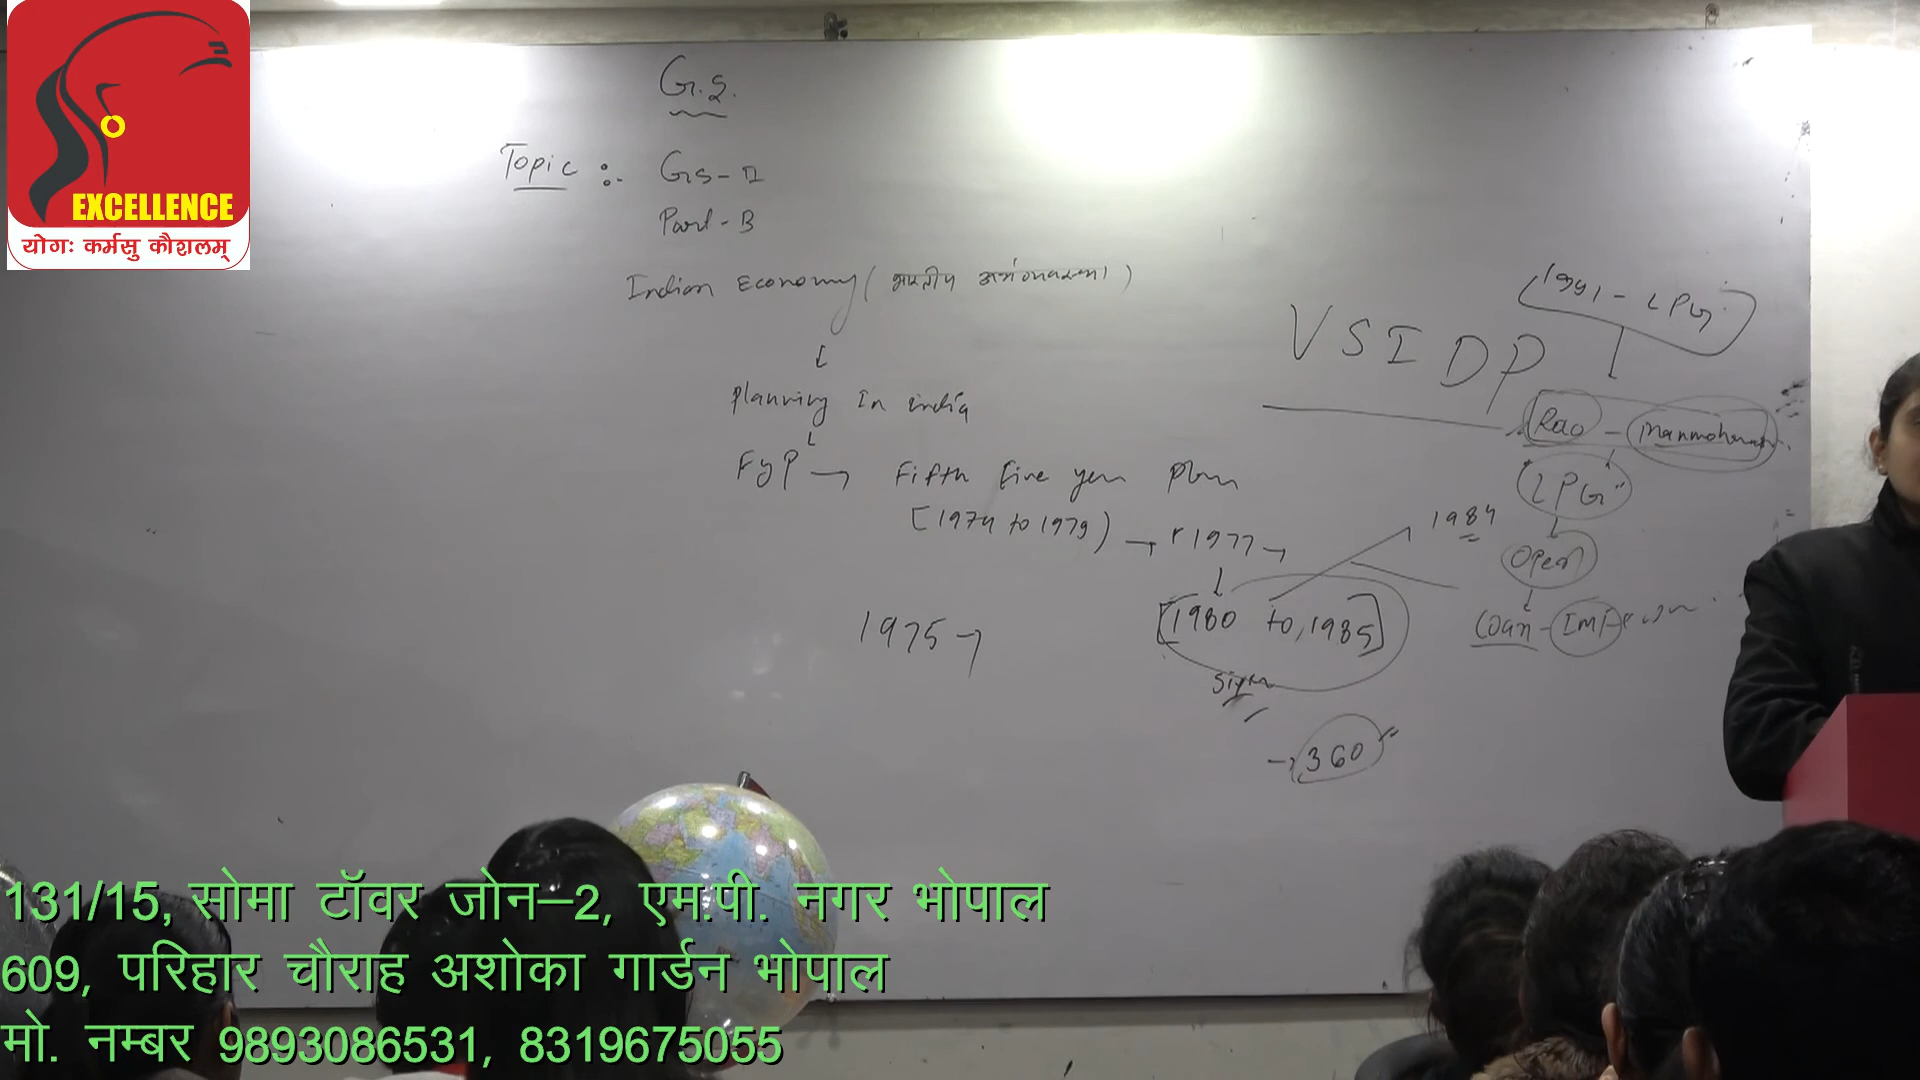 EXCELLENCE
योगः कर्मसु कौशलम्
G.S.
Topic :- GS-II
Part-B
Indian Economy (भारतीय अर्थव्यवस्था)
Planning In india
FYP → Fifth five year plan
[1974 to 1979) → 1977 →
1984
1975 →
[1980 to, 1985]
→ 360
VSIDP
1991 - LPG
Rao - Manmohan
"LPG"
Open
Loan - IMF
131/15, सोमा टॉवर जोन–2, एम.पी. नगर भोपाल
609, परिहार चौराह अशोका गार्डन भोपाल
मो. नम्बर 9893086531, 8319675055